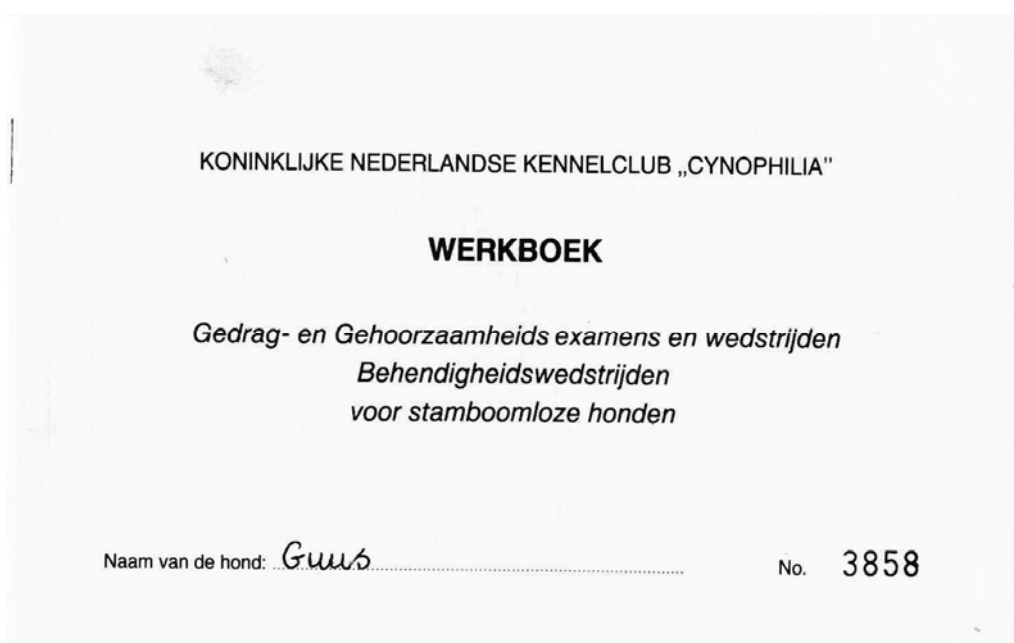 KONINKLIJKE NEDERLANDSE KENNELCLUB „CYNOPHILIA”
WERKBOEK
Gedrag- en Gehoorzaamheids examens en wedstrijden
Behendigheidswedstrijden
voor stamboomloze honden
Naam van de hond: Guus No. 3858